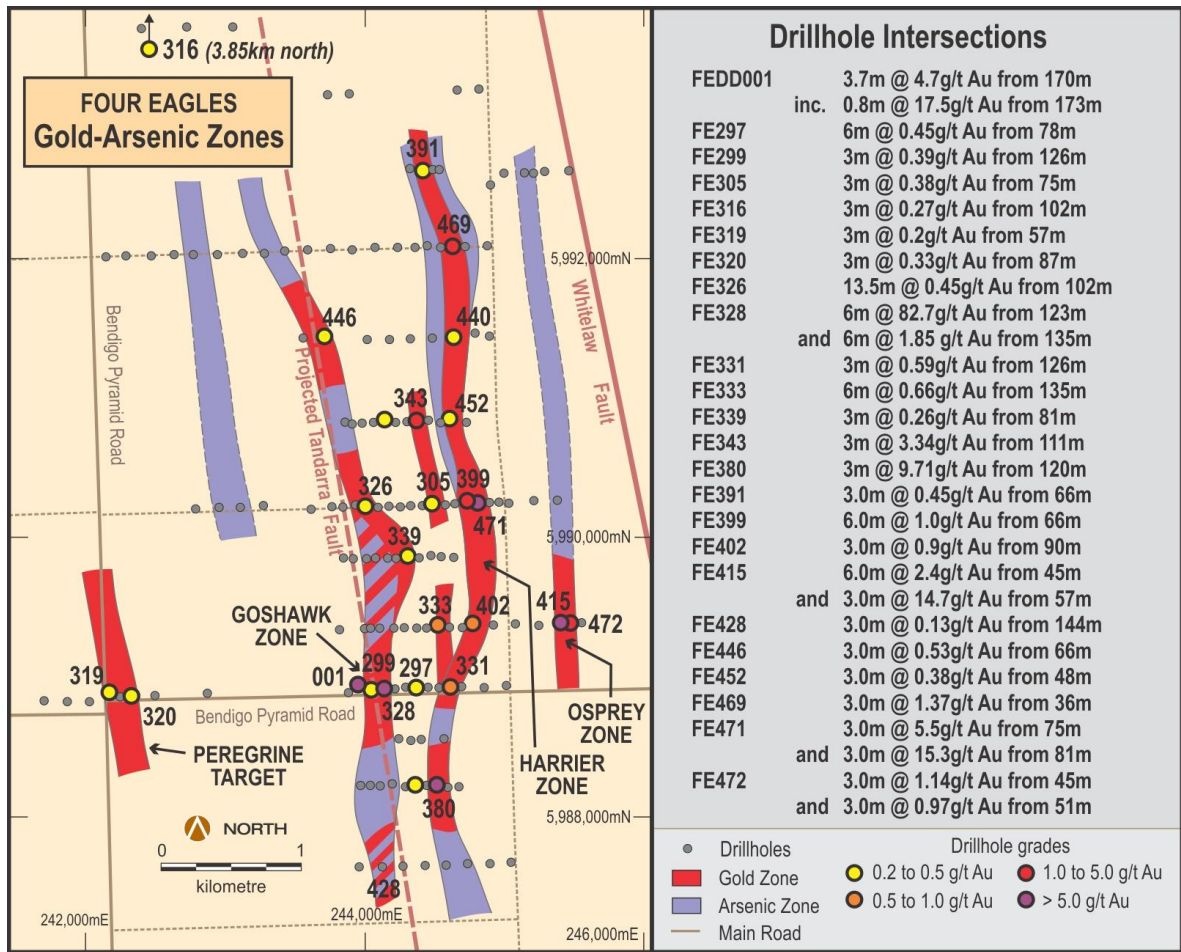 316 (3.85km north)
FOUR EAGLES
Gold-Arsenic Zones
391
469
5,992,000mN
Whitelaw Fault
Bendigo Pyramid Road
446
440
Projected Tandarra Fault
343
452
326
305
399
471
5,990,000mN
339
GOSHAWK
ZONE
333
402
415
472
319
001
299
297
331
320
328
Bendigo Pyramid Road
OSPREY
ZONE
PEREGRINE
TARGET
HARRIER
ZONE
380
5,988,000mN
NORTH
0 1
kilometre
428
242,000mE
244,000mE
246,000mE
Drillhole Intersections
FEDD001 3.7m @ 4.7g/t Au from 170m
inc. 0.8m @ 17.5g/t Au from 173m
FE297 6m @ 0.45g/t Au from 78m
FE299 3m @ 0.39g/t Au from 126m
FE305 3m @ 0.38g/t Au from 75m
FE316 3m @ 0.27g/t Au from 102m
FE319 3m @ 0.2g/t Au from 57m
FE320 3m @ 0.33g/t Au from 87m
FE326 13.5m @ 0.45g/t Au from 102m
FE328 6m @ 82.7g/t Au from 123m
and 6m @ 1.85 g/t Au from 135m
FE331 3m @ 0.59g/t Au from 126m
FE333 6m @ 0.66g/t Au from 135m
FE339 3m @ 0.26g/t Au from 81m
FE343 3m @ 3.34g/t Au from 111m
FE380 3m @ 9.71g/t Au from 120m
FE391 3.0m @ 0.45g/t Au from 66m
FE399 6.0m @ 1.0g/t Au from 66m
FE402 3.0m @ 0.9g/t Au from 90m
FE415 6.0m @ 2.4g/t Au from 45m
and 3.0m @ 14.7g/t Au from 57m
FE428 3.0m @ 0.13g/t Au from 144m
FE446 3.0m @ 0.53g/t Au from 66m
FE452 3.0m @ 0.38g/t Au from 48m
FE469 3.0m @ 1.37g/t Au from 36m
FE471 3.0m @ 5.5g/t Au from 75m
and 3.0m @ 15.3g/t Au from 81m
FE472 3.0m @ 1.14g/t Au from 45m
and 3.0m @ 0.97g/t Au from 51m
Drillholes
Gold Zone
Arsenic Zone
Main Road
Drillhole grades
0.2 to 0.5 g/t Au
1.0 to 5.0 g/t Au
0.5 to 1.0 g/t Au
> 5.0 g/t Au